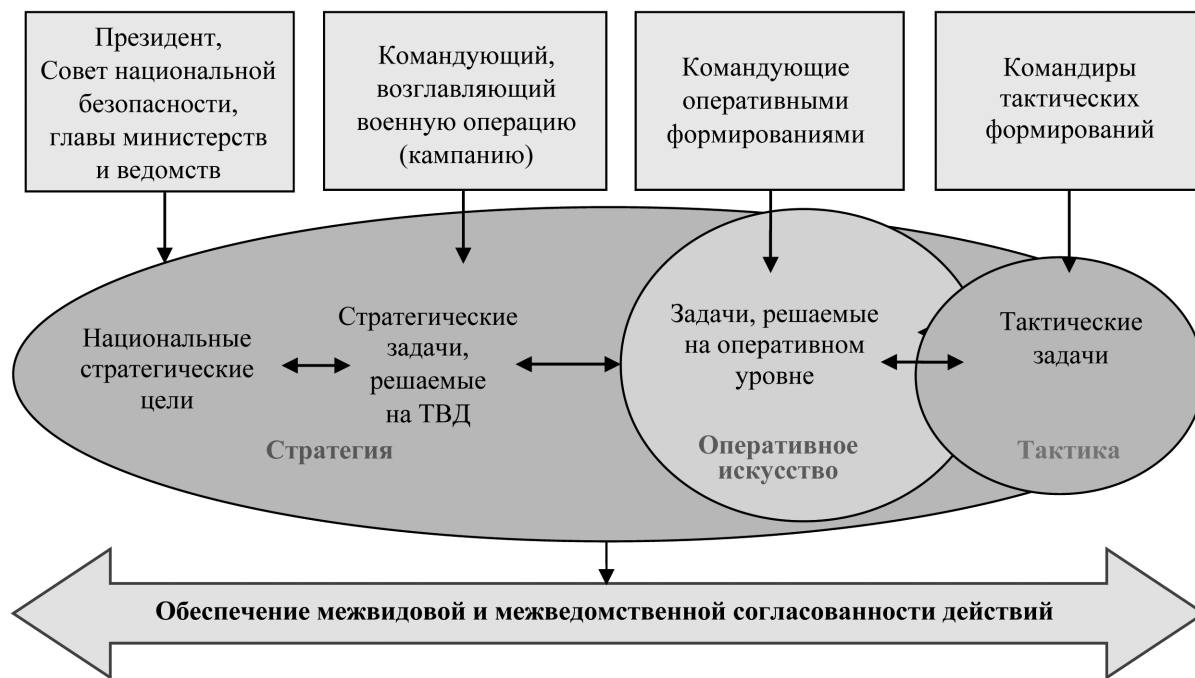 Президент,
Совет национальной
безопасности,
главы министерств
и ведомств
Командующий,
возглавляющий
военную операцию
(кампанию)
Командующие
оперативными
формированиями
Командиры
тактических
формирований
Национальные
стратегические
цели
Стратегические
задачи,
решаемые
на ТВД
Стратегия
Задачи, решаемые
на оперативном
уровне
Оперативное
искусство
Тактические
задачи
Тактика
Обеспечение межвидовой и межведомственной согласованности действий